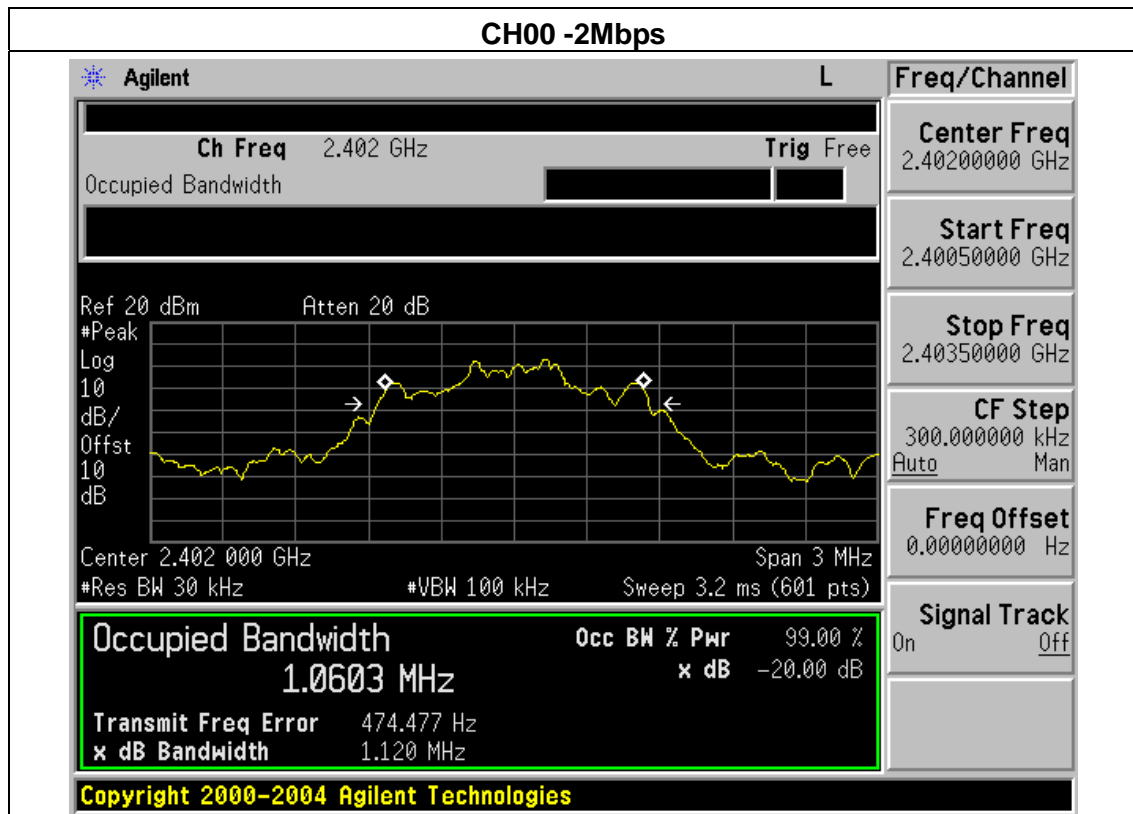 CH00 -2Mbps
Agilent L Freq/Channel
Ch Freq 2.402 GHz Trig Free
Occupied Bandwidth
Center Freq
2.40200000 GHz
Start Freq
2.40050000 GHz
Stop Freq
2.40350000 GHz
CF Step
300.000000 kHz
Auto Man
Freq Offset
0.00000000 Hz
Signal Track
On Off
Ref 20 dBm Atten 20 dB
#Peak
Log
10
dB/
Offst
10
dB
Center 2.402 000 GHz Span 3 MHz
#Res BW 30 kHz #VBW 100 kHz Sweep 3.2 ms (601 pts)
Occupied Bandwidth
1.0603 MHz
Occ BW % Pwr 99.00 %
x dB -20.00 dB
Transmit Freq Error 474.477 Hz
x dB Bandwidth 1.120 MHz
Copyright 2000-2004 Agilent Technologies